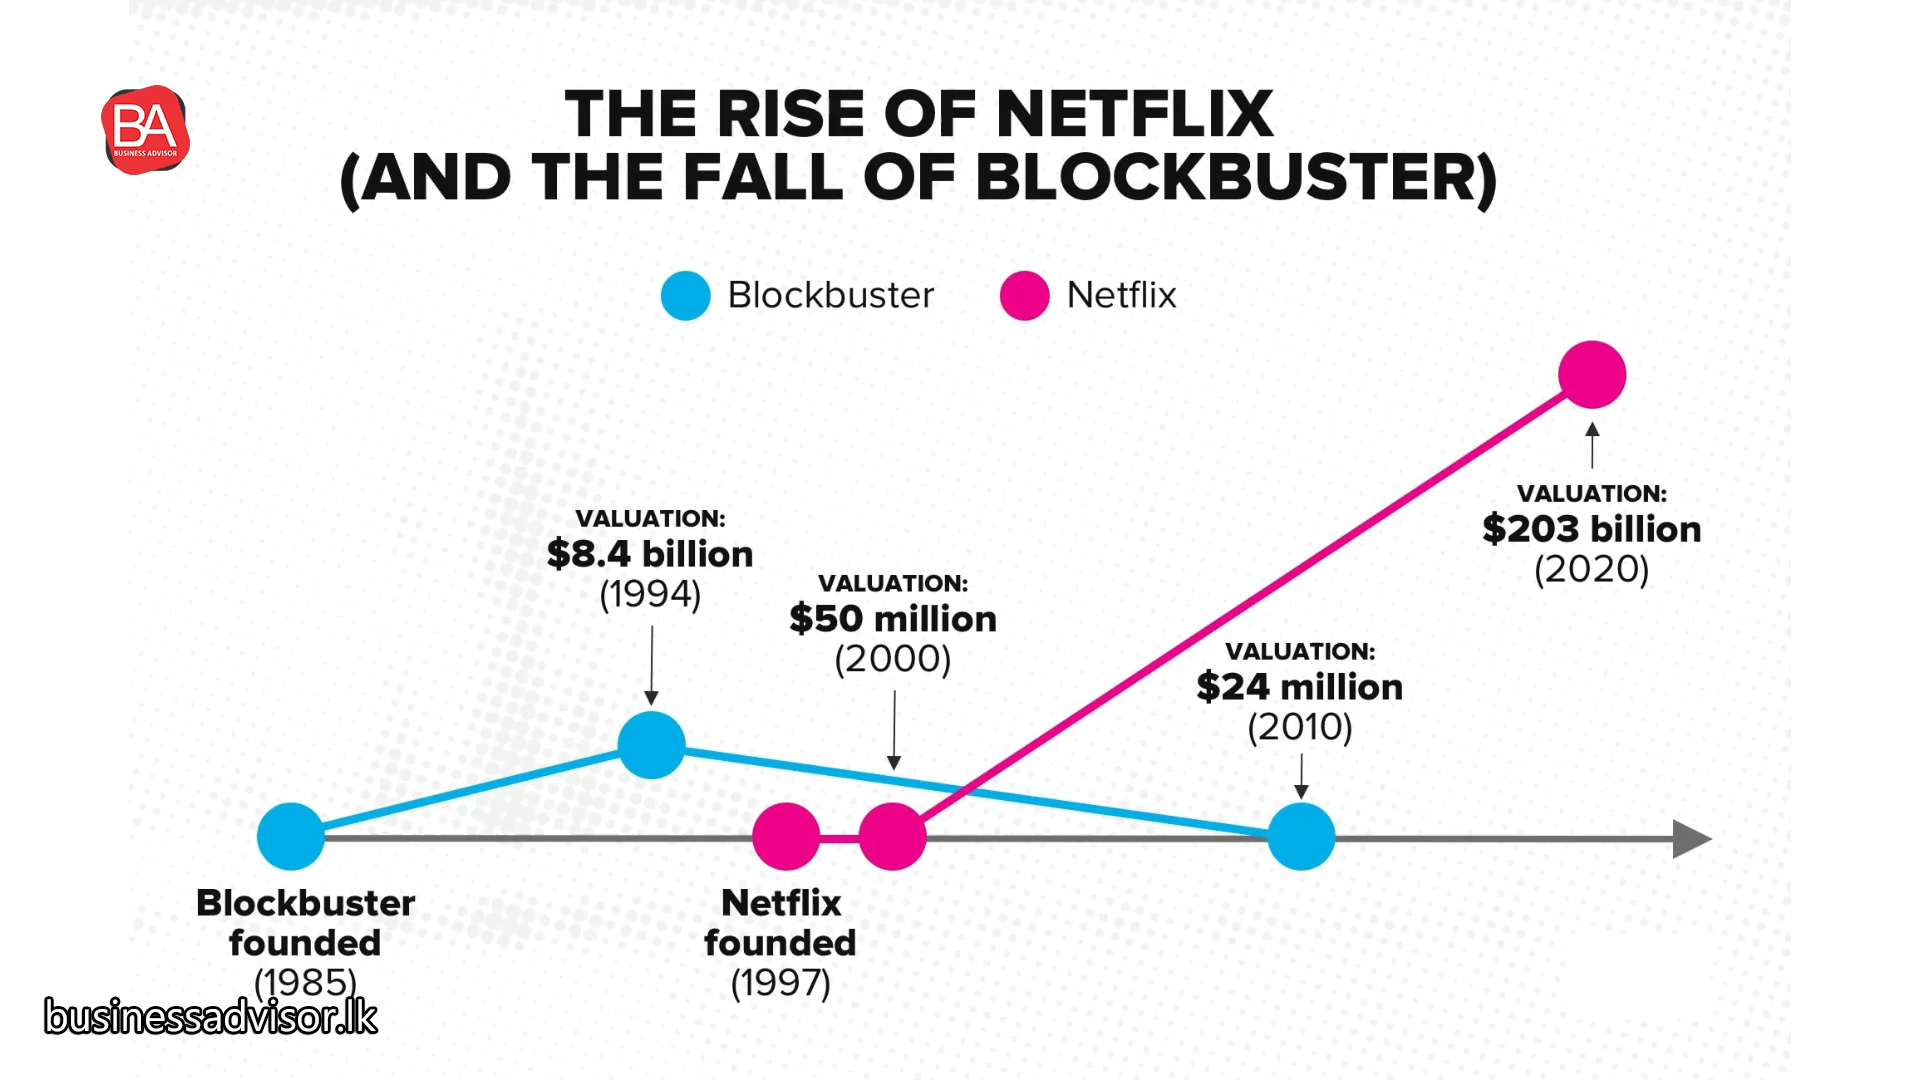 BA
BUSINESS ADVISOR
THE RISE OF NETFLIX
(AND THE FALL OF BLOCKBUSTER)
Blockbuster
Netflix
VALUATION:
$8.4 billion
(1994)
VALUATION:
$50 million
(2000)
VALUATION:
$24 million
(2010)
VALUATION:
$203 billion
(2020)
Blockbuster
founded
(1985)
Netflix
founded
(1997)
businessadvisor.lk